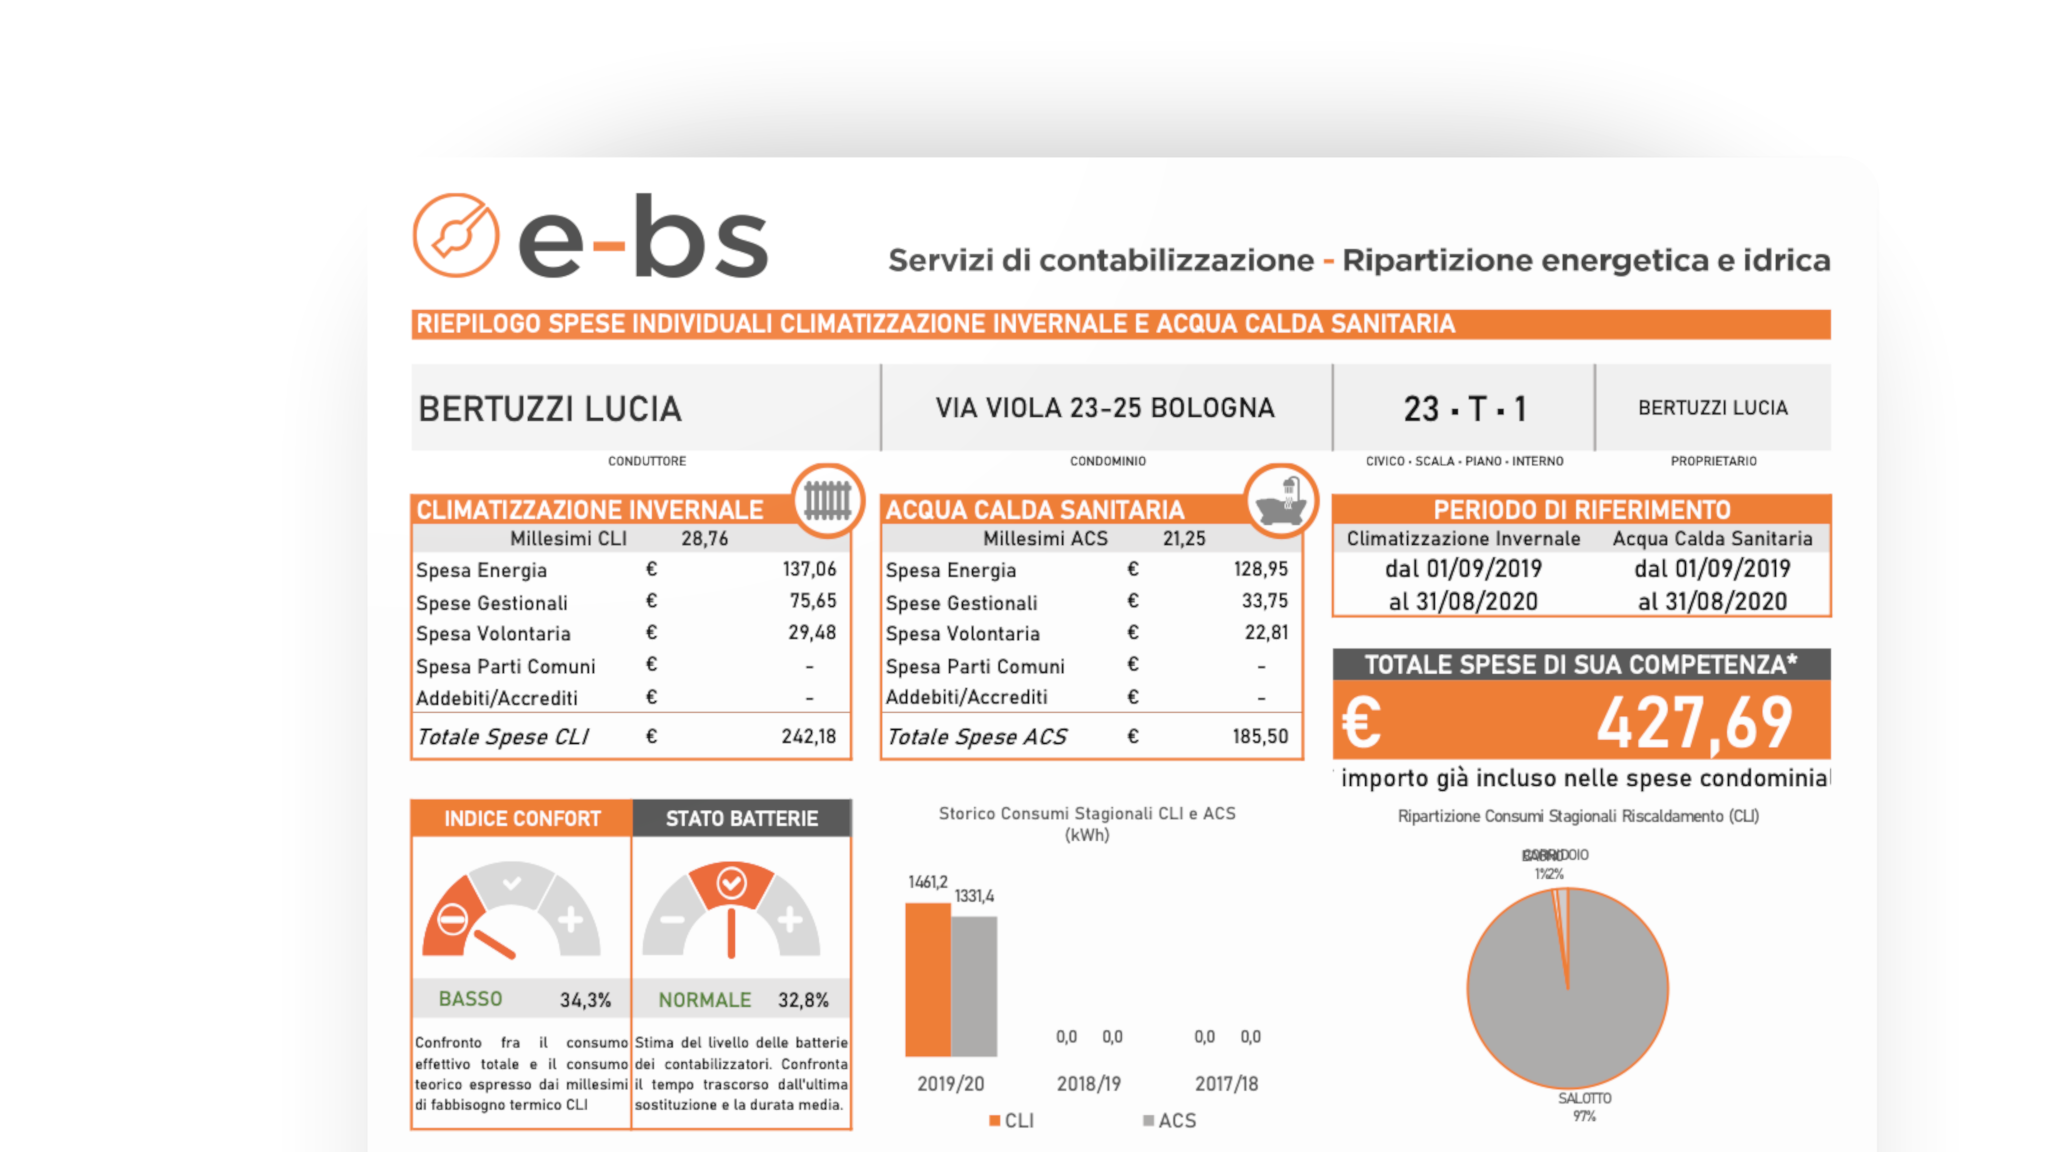 e-bs
Servizi di contabilizzazione - Ripartizione energetica e idrica
RIEPILOGO SPESE INDIVIDUALI CLIMATIZZAZIONE INVERNALE E ACQUA CALDA SANITARIA
BERTUZZI LUCIA
VIA VIOLA 23-25 BOLOGNA
23 · T · 1
BERTUZZI LUCIA
CONDUTTORE
CONDOMINIO
CIVICO · SCALA · PIANO · INTERNO
PROPRIETARIO
CLIMATIZZAZIONE INVERNALE
Millesimi CLI 28,76
Spesa Energia € 137,06
Spese Gestionali € 75,65
Spesa Volontaria € 29,48
Spesa Parti Comuni € -
Addebiti/Accrediti € -
Totale Spese CLI € 242,18
ACQUA CALDA SANITARIA
Millesimi ACS 21,25
Spesa Energia € 128,95
Spese Gestionali € 33,75
Spesa Volontaria € 22,81
Spesa Parti Comuni € -
Addebiti/Accrediti € -
Totale Spese ACS € 185,50
PERIODO DI RIFERIMENTO
Climatizzazione Invernale Acqua Calda Sanitaria
dal 01/09/2019 dal 01/09/2019
al 31/08/2020 al 31/08/2020
TOTALE SPESE DI SUA COMPETENZA*
€ 427,69
importo già incluso nelle spese condominial
INDICE CONFORT
BASSO 34,3%
Confronto fra il consumo
effettivo totale e il consumo
teorico espresso dai millesimi
di fabbisogno termico CLI
STATO BATTERIE
NORMALE 32,8%
Stima del livello delle batterie
dei contabilizzatori. Confronta
il tempo trascorso dall'ultima
sostituzione e la durata media.
Storico Consumi Stagionali CLI e ACS
(kWh)
1461,2
1331,4
0,0 0,0 0,0 0,0
2019/20 2018/19 2017/18
CLI ACS
Ripartizione Consumi Stagionali Riscaldamento (CLI)
CORRIDOIO
1% 2%
SALOTTO
97%